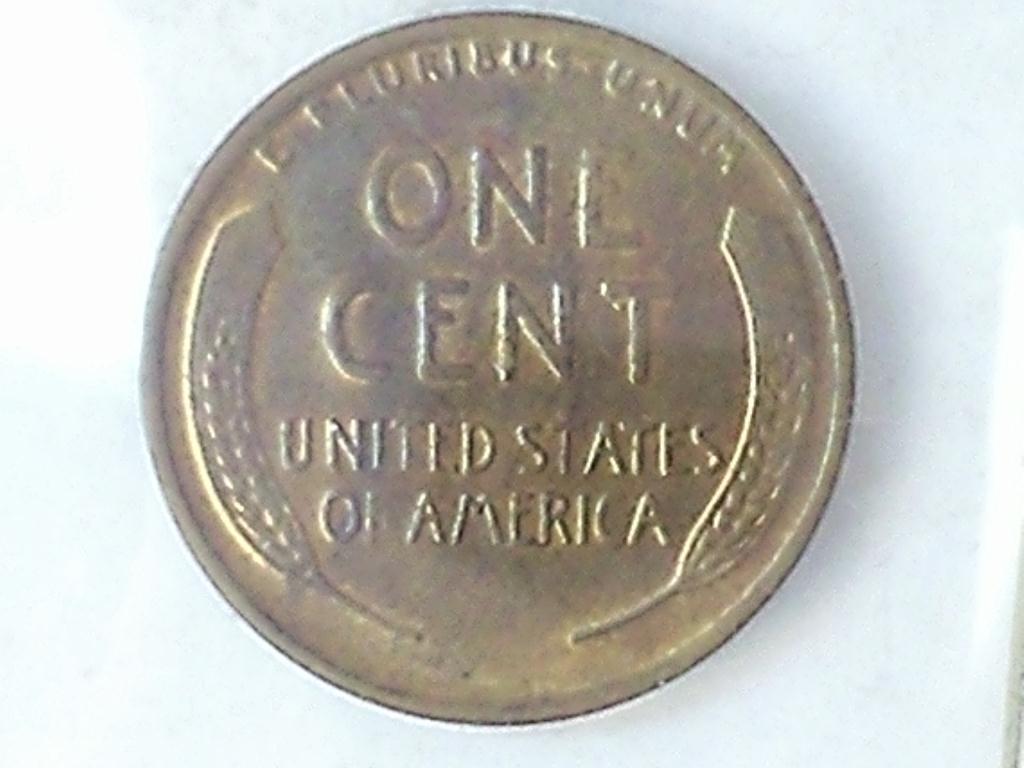 E·PLURIBUS·UNUM
ONE
CENT
UNITED STATES
OF AMERICA